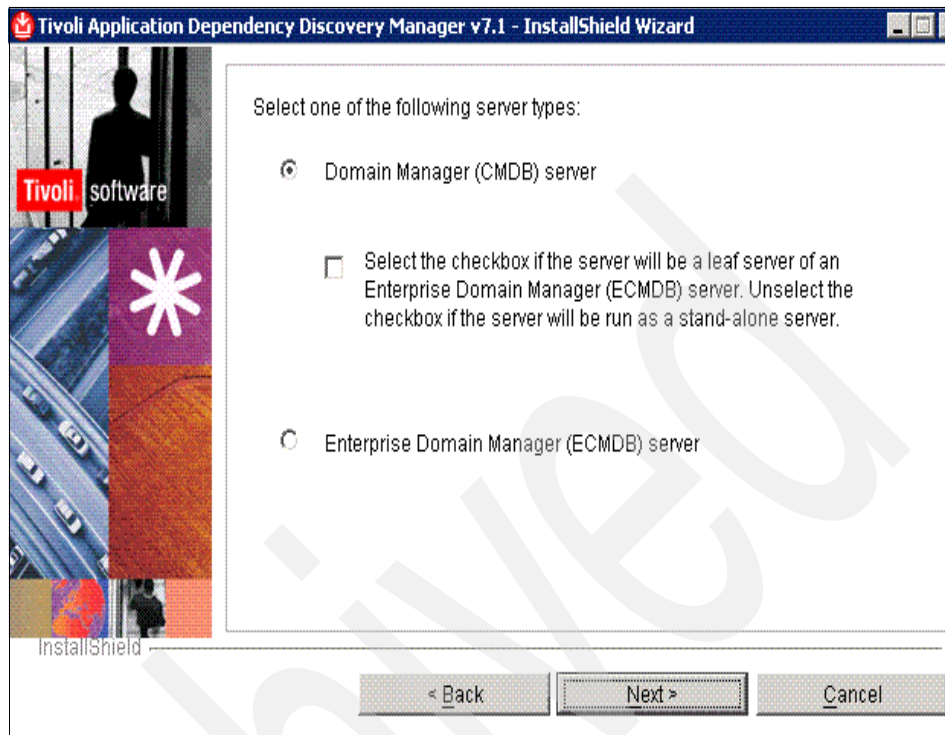 Tivoli Application Dependency Discovery Manager v7.1 - InstallShield Wizard
Tivoli. software
Select one of the following server types:
Domain Manager (CMDB) server
Select the checkbox if the server will be a leaf server of an
Enterprise Domain Manager (ECMDB) server. Unselect the
checkbox if the server will be run as a stand-alone server.
Enterprise Domain Manager (ECMDB) server
InstallShield
< Back
Next >
Cancel